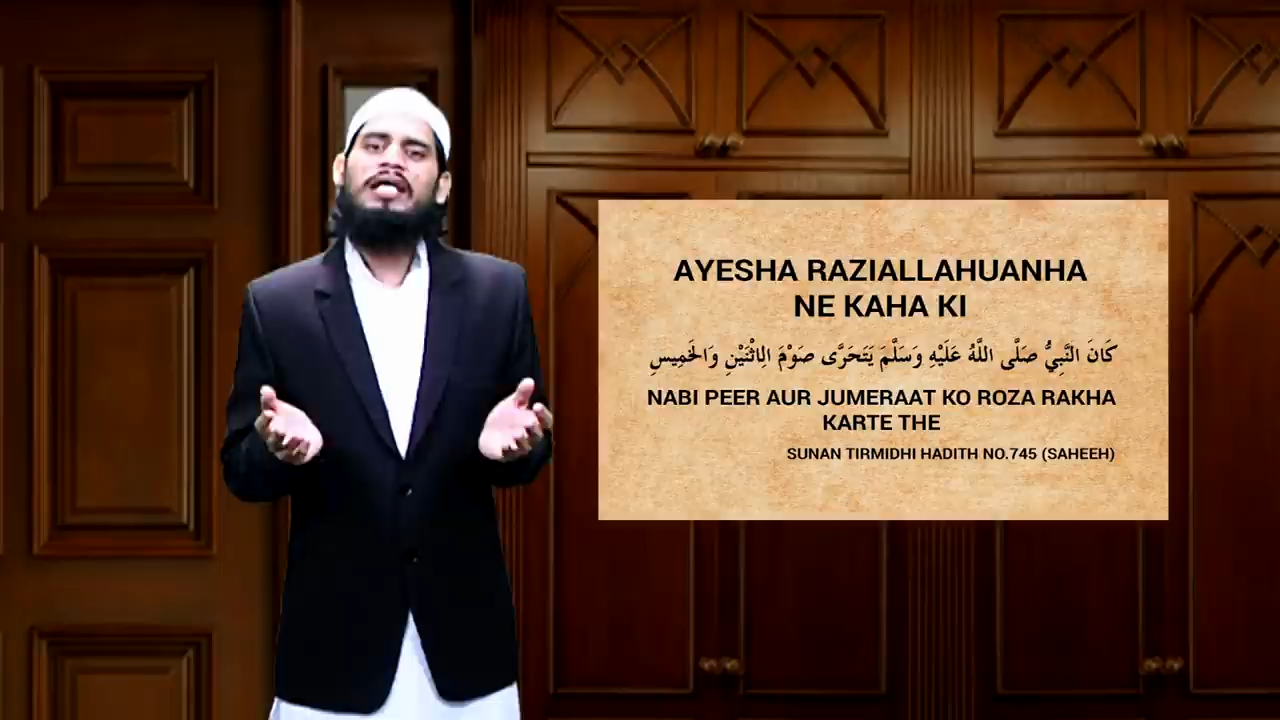 AYESHA RAZIALLAHUANHA
NE KAHA KI
كَانَ النَّبِيُّ صَلَّى اللَّهُ عَلَيْهِ وَسَلَّمَ يَتَحَرَّى صَوْمَ الِاثْنَيْنِ وَالْخَمِيسِ
NABI PEER AUR JUMERAAT KO ROZA RAKHA
KARTE THE
SUNAN TIRMIDHI HADITH NO.745 (SAHEEH)